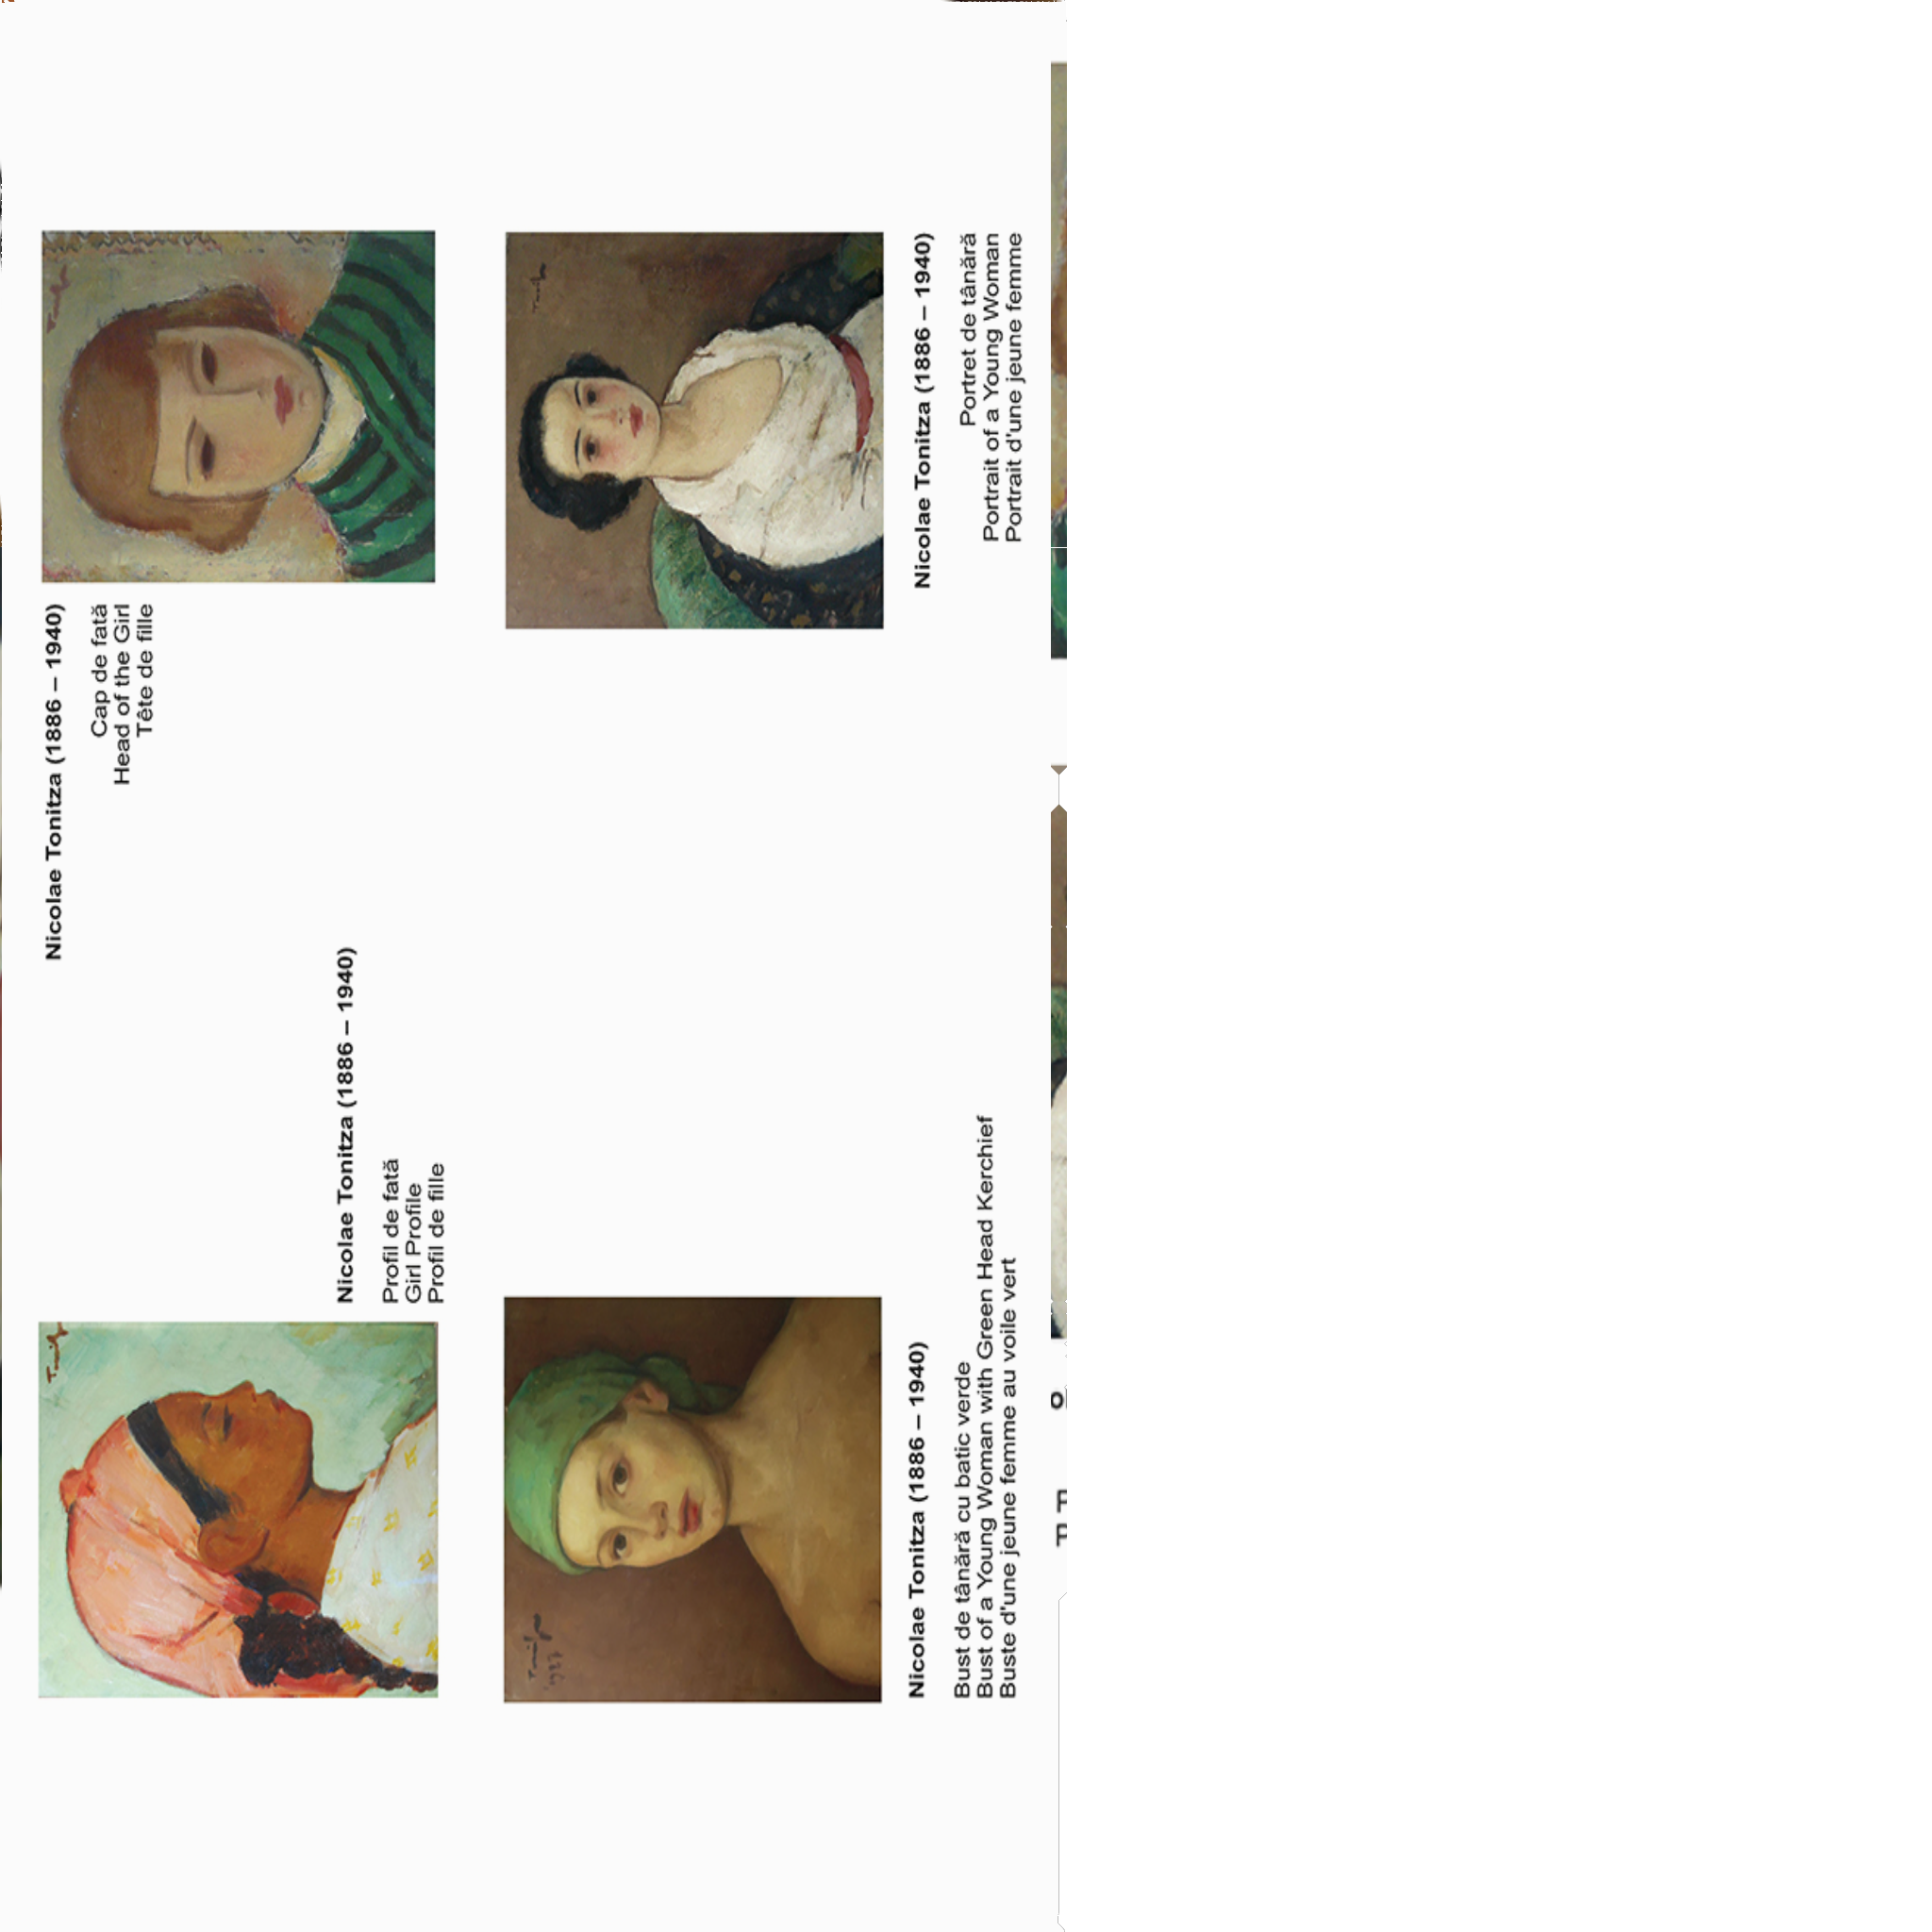 Nicolae Tonitza (1886 – 1940)
Cap de fată
Head of the Girl
Tête de fille
Nicolae Tonitza (1886 – 1940)
Profil de fată
Girl Profile
Profil de fille
Nicolae Tonitza (1886 – 1940)
Bust de tânără cu batic verde
Bust of a Young Woman with Green Head Kerchief
Buste d'une jeune femme au voile vert
Nicolae Tonitza (1886 – 1940)
Portret de tânără
Portrait of a Young Woman
Portrait d'une jeune femme